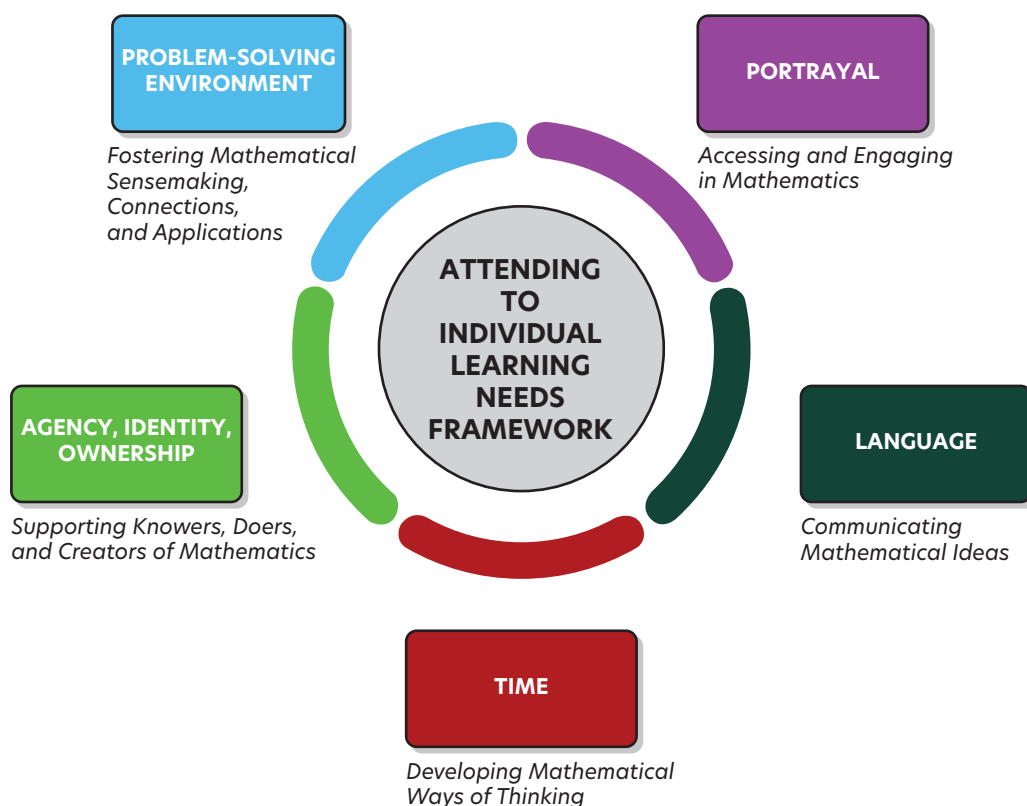 PROBLEM-SOLVING
ENVIRONMENT
Fostering Mathematical
Sensemaking,
Connections,
and Applications
PORTRAYAL
Accessing and Engaging
in Mathematics
ATTENDING
TO
INDIVIDUAL
LEARNING
NEEDS
FRAMEWORK
AGENCY, IDENTITY,
OWNERSHIP
Supporting Knowers, Doers,
and Creators of Mathematics
LANGUAGE
Communicating
Mathematical Ideas
TIME
Developing Mathematical
Ways of Thinking